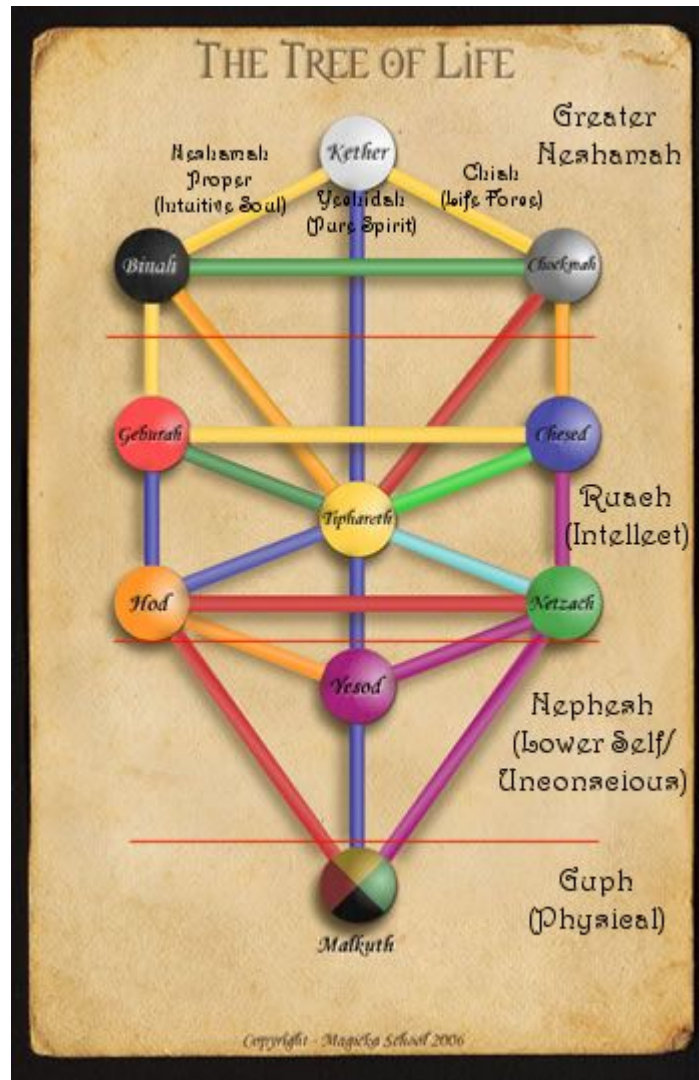 THE TREE OF LIFE
Greater
Neshamah
Kether
Neshamah
Proper
(Intuitive Soul)
Yechidah
(Pure Spirit)
Chiah
(Life Force)
Binah
Chockmah
Geburah
Chesed
Tiphareth
Ruach
(Intellect)
Hod
Netzach
Yesod
Nephesh
(Lower Self/
Unconscious)
Guph
(Physical)
Malkuth
Copyright - Magicka School 2006